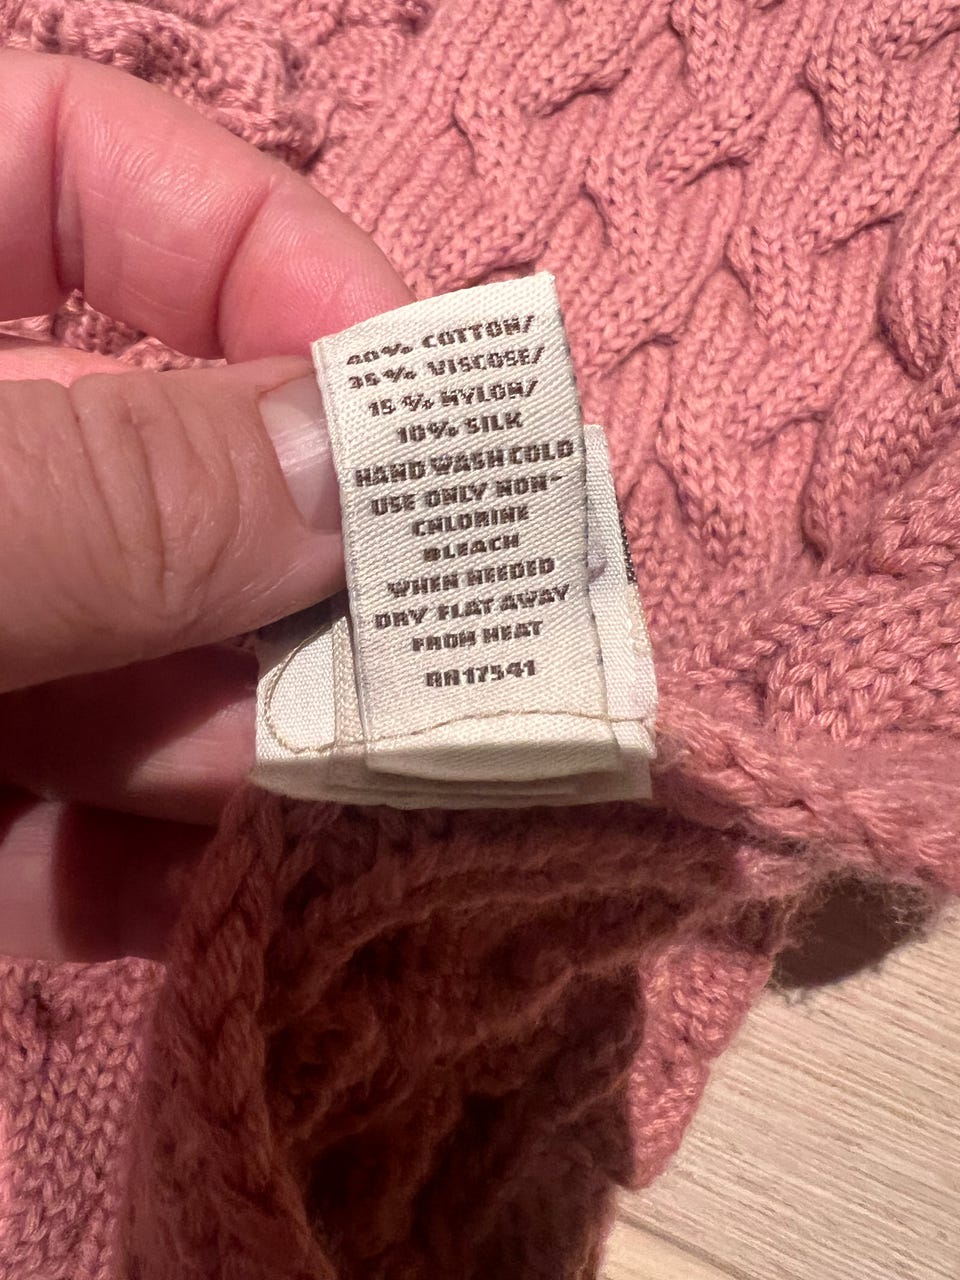 40% COTTON/
35% VISCOSE/
15% NYLON/
10% SILK
HAND WASH COLD
USE ONLY NON-
CHLORINE
BLEACH
WHEN NEEDED
DRY FLAT AWAY
FROM HEAT
RN17541